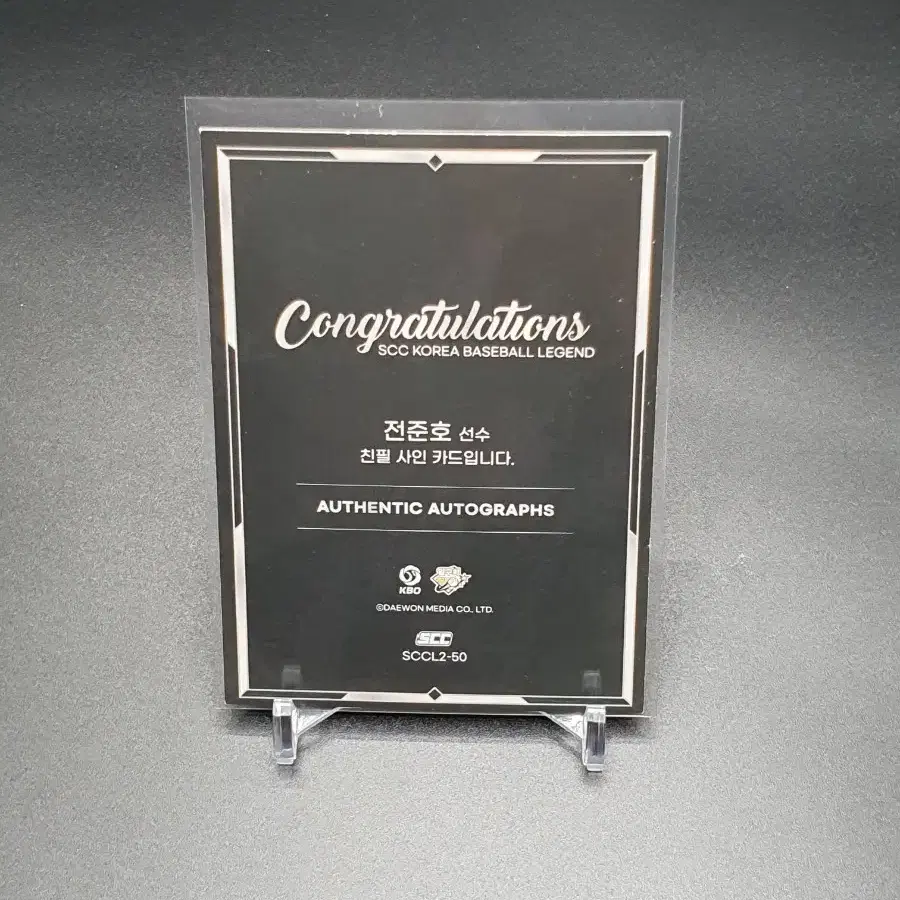 Congratulations
SCC KOREA BASEBALL LEGEND
전준호 선수
친필 사인 카드입니다.
AUTHENTIC AUTOGRAPHS
KBO
©DAEWON MEDIA CO., LTD.
SCC
SCCL2-50